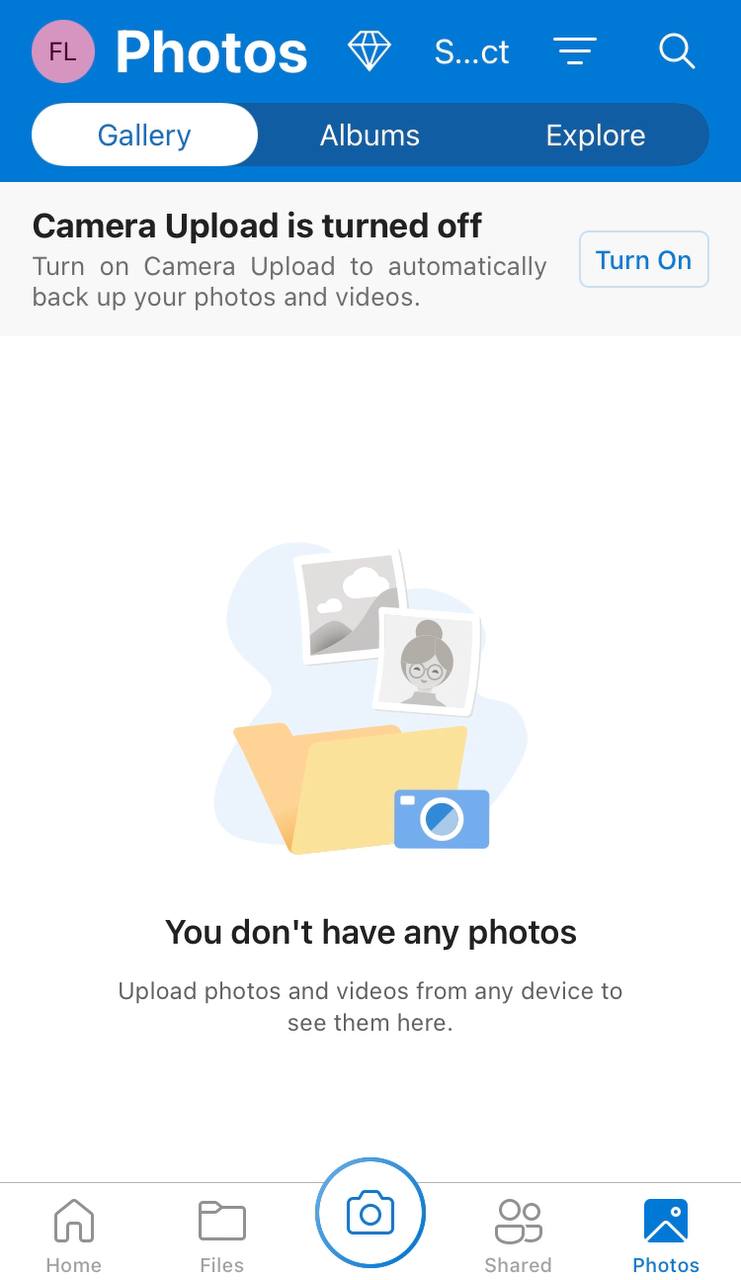 FL Photos S...ct
Gallery Albums Explore
Camera Upload is turned off
Turn on Camera Upload to automatically
back up your photos and videos.
Turn On
You don't have any photos
Upload photos and videos from any device to
see them here.
Home Files Shared Photos